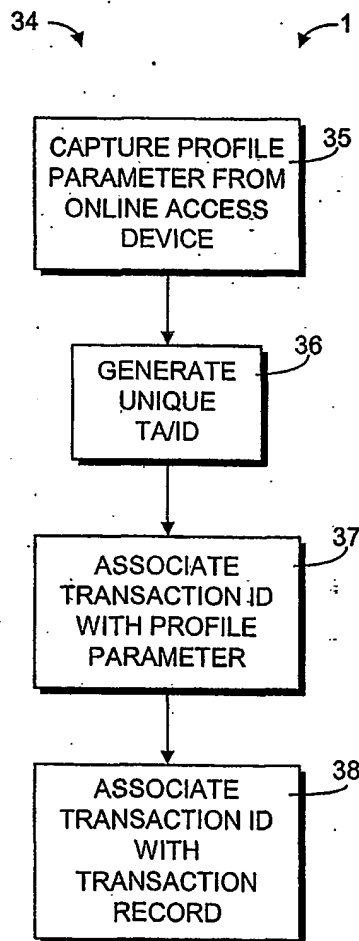 34
1
35
CAPTURE PROFILE
PARAMETER FROM
ONLINE ACCESS
DEVICE
36
GENERATE
UNIQUE
TA/ID
37
ASSOCIATE
TRANSACTION ID
WITH PROFILE
PARAMETER
38
ASSOCIATE
TRANSACTION ID
WITH
TRANSACTION
RECORD